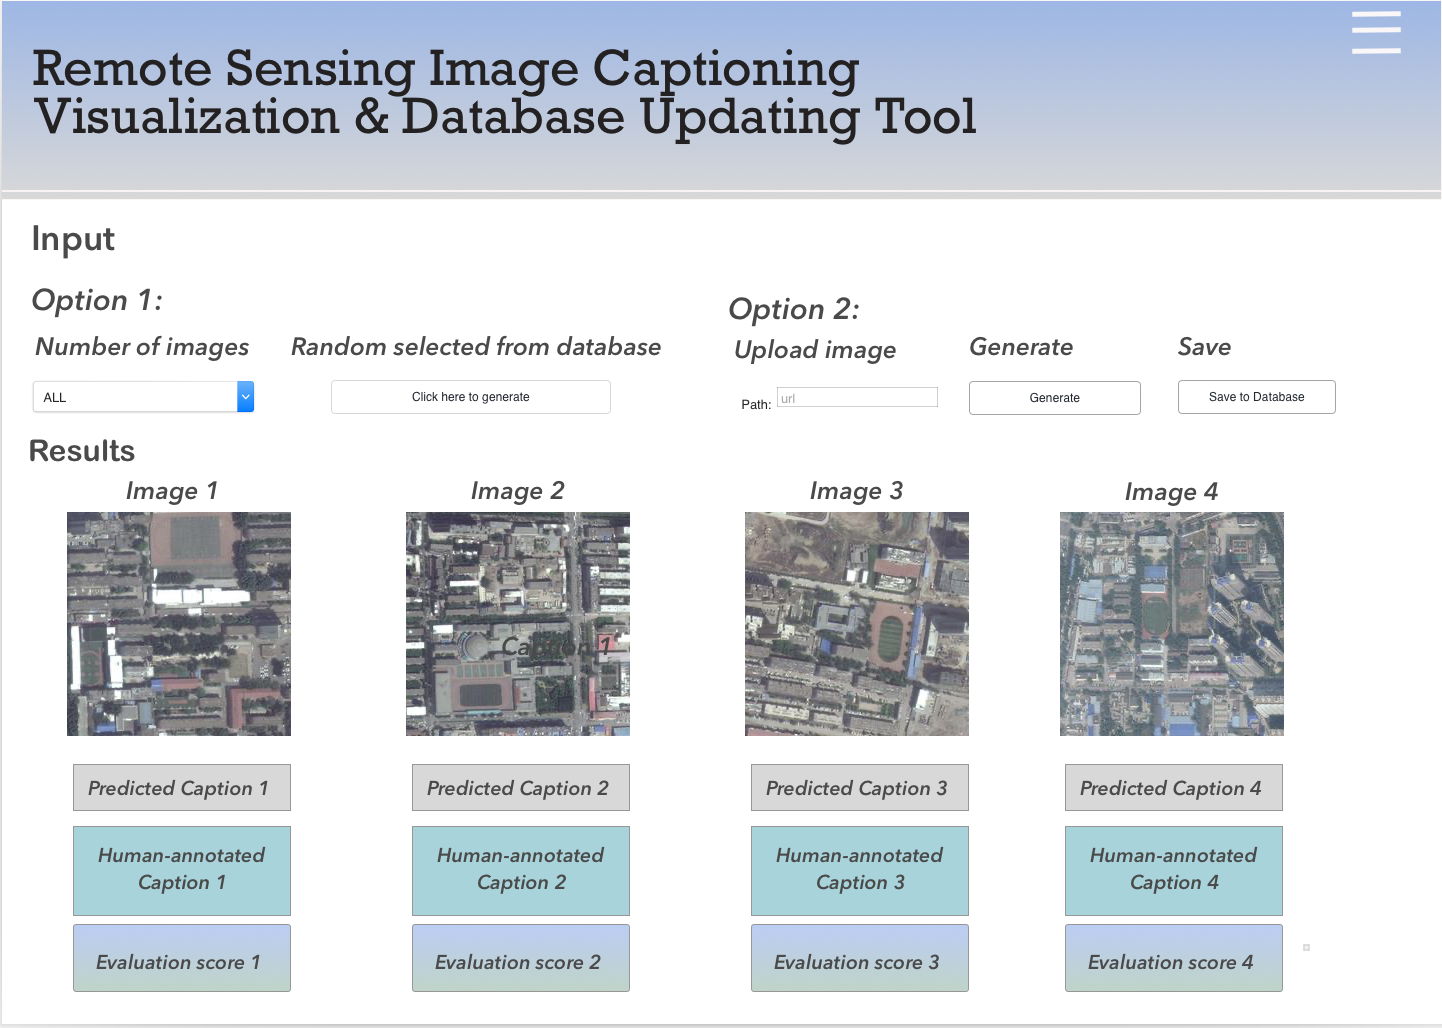 Remote Sensing Image Captioning
Visualization & Database Updating Tool
Input
Option 1:
Number of images
Random selected from database
ALL
Click here to generate
Option 2:
Upload image
Generate
Save
Path:
url
Generate
Save to Database
Results
Image 1
Image 2
Image 3
Image 4
Caption 1
Predicted Caption 1
Predicted Caption 2
Predicted Caption 3
Predicted Caption 4
Human-annotated
Caption 1
Human-annotated
Caption 2
Human-annotated
Caption 3
Human-annotated
Caption 4
Evaluation score 1
Evaluation score 2
Evaluation score 3
Evaluation score 4